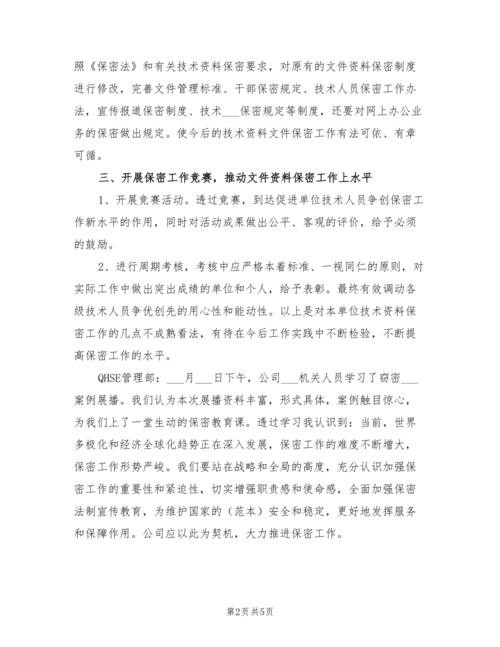 照《保密法》和有关技术资料保密要求，对原有的文件资料保密制度
进行修改，完善文件管理标准、干部保密规定、技术人员保密工作办
法，宣传报道保密制度、技术___保密规定等制度，还要对网上办公业
务的保密做出规定。使今后的技术资料文件保密工作有法可依、有章
可循。
三、开展保密工作竞赛，推动文件资料保密工作上水平
1、开展竞赛活动。透过竞赛，到达促进单位技术人员争创保密工
作新水平的作用，同时对活动成果做出公平、客观的评价，给予必须
的鼓励。
2、进行周期考核，考核中应严格本着标准、一视同仁的原则，对
实际工作中做出突出成绩的单位和个人，给予表彰。最终有效调动各
级技术人员争优创先的用心性和能动性。以上是对本单位技术资料保
密工作的几点不成熟看法，有待在今后工作实践中不断检验，不断提
高保密工作的水平。
QHSE管理部：___月___日下午，公司___机关人员学习了窃密___
案例展播。我们认为本次展播资料丰富，形式具体，案例触目惊心，
为我们上了一堂生动的保密教育课。透过学习我认识到：当前，世界
多极化和经济全球化趋势正在深入发展，保密工作的难度不断增大，
保密工作形势严峻。我们要站在战略和全局的高度，充分认识加强保
密工作的重要性和紧迫性，切实增强职责感和使命感，全面加强保密
法制宣传教育，为维护国家的（范本）安全和稳定，更好地发挥服务
和保障作用。公司应以此为契机，大力推进保密工作。
第2页共5页